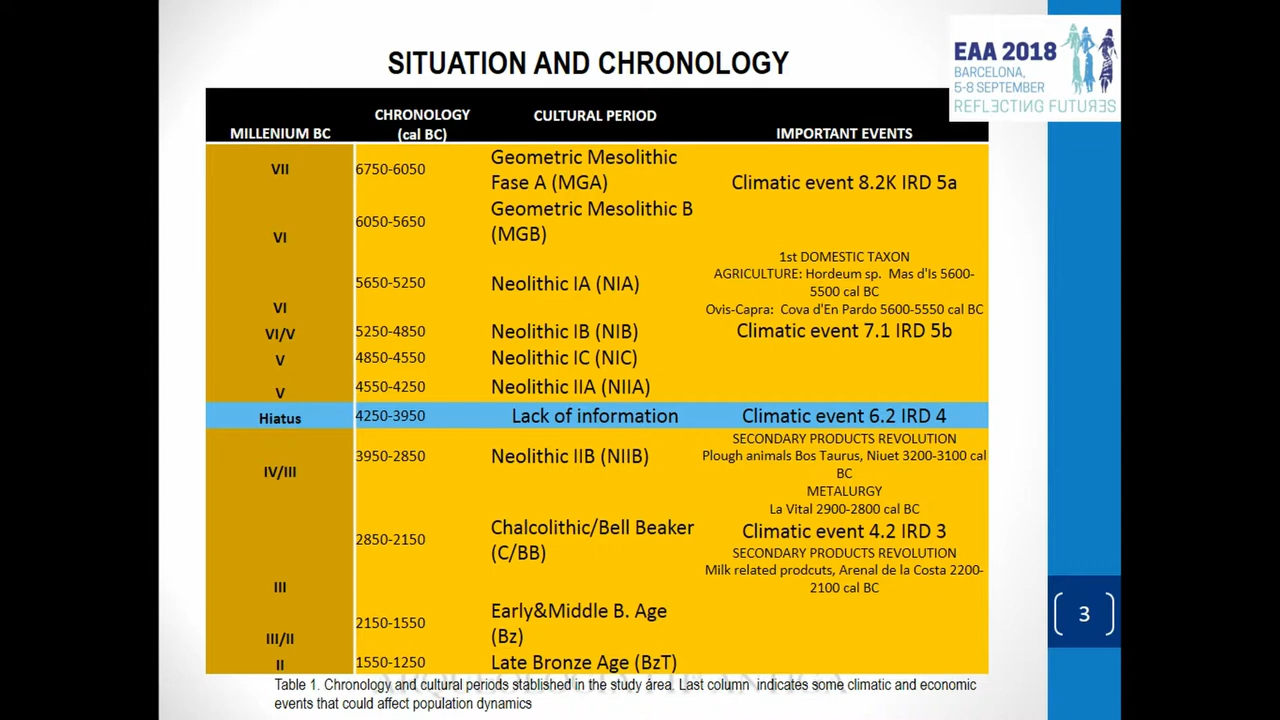 SITUATION AND CHRONOLOGY
EAA 2018
BARCELONA,
5-8 SEPTEMBER
REFLƎCTING FUTUЯES
MILLENIUM BC
CHRONOLOGY
(cal BC)
CULTURAL PERIOD
IMPORTANT EVENTS
VII
6750-6050
Geometric Mesolithic
Fase A (MGA)
Climatic event 8.2K IRD 5a
VI
6050-5650
Geometric Mesolithic B
(MGB)
VI
5650-5250
Neolithic IA (NIA)
1st DOMESTIC TAXON
AGRICULTURE: Hordeum sp. Mas d'Is 5600-
5500 cal BC
Ovis-Capra: Cova d'En Pardo 5600-5550 cal BC
VI/V
5250-4850
Neolithic IB (NIB)
Climatic event 7.1 IRD 5b
V
4850-4550
Neolithic IC (NIC)
V
4550-4250
Neolithic IIA (NIIA)
Hiatus
4250-3950
Lack of information
Climatic event 6.2 IRD 4
IV/III
3950-2850
Neolithic IIB (NIIB)
SECONDARY PRODUCTS REVOLUTION
Plough animals Bos Taurus, Niuet 3200-3100 cal
BC
METALURGY
La Vital 2900-2800 cal BC
III
2850-2150
Chalcolithic/Bell Beaker
(C/BB)
Climatic event 4.2 IRD 3
SECONDARY PRODUCTS REVOLUTION
Milk related prodcuts, Arenal de la Costa 2200-
2100 cal BC
III/II
2150-1550
Early&Middle B. Age
(Bz)
II
1550-1250
Late Bronze Age (BzT)
Table 1. Chronology and cultural periods stablished in the study área. Last column indicates some climatic and economic
events that could affect population dynamics
3